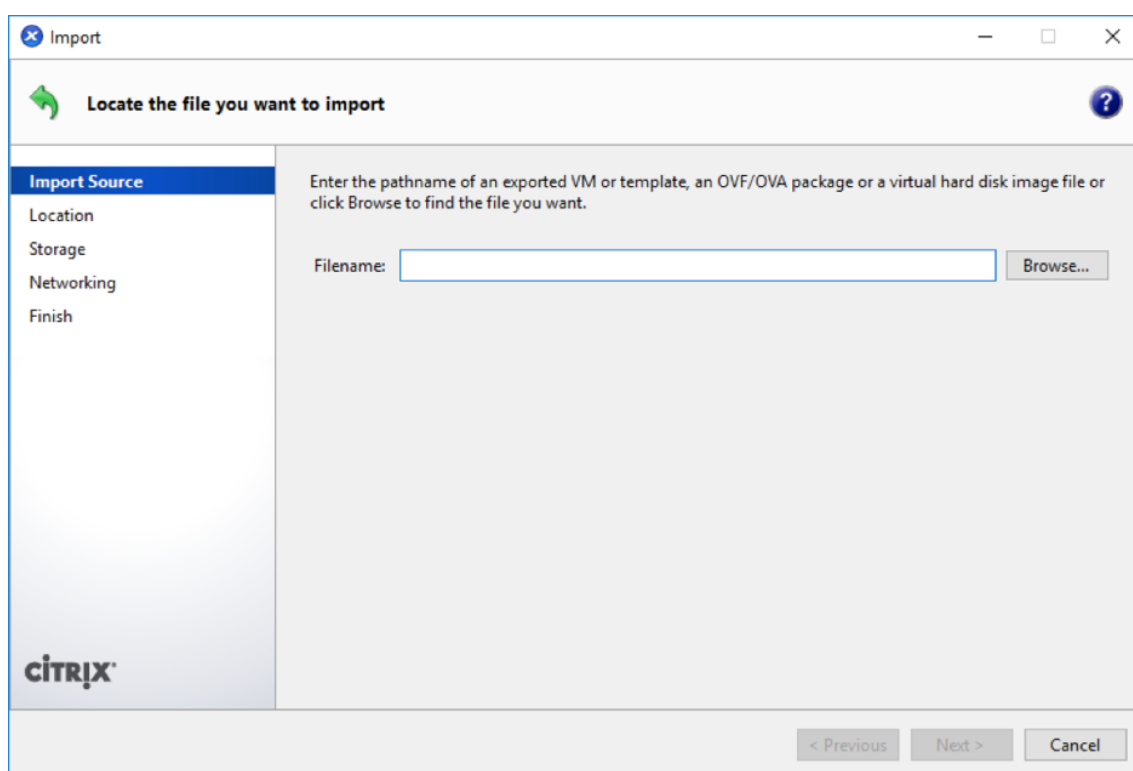 Import
Locate the file you want to import
?
Import Source
Location
Storage
Networking
Finish
Enter the pathname of an exported VM or template, an OVF/OVA package or a virtual hard disk image file or
click Browse to find the file you want.
Filename:
Browse...
CİTRỊX
< Previous
Next >
Cancel